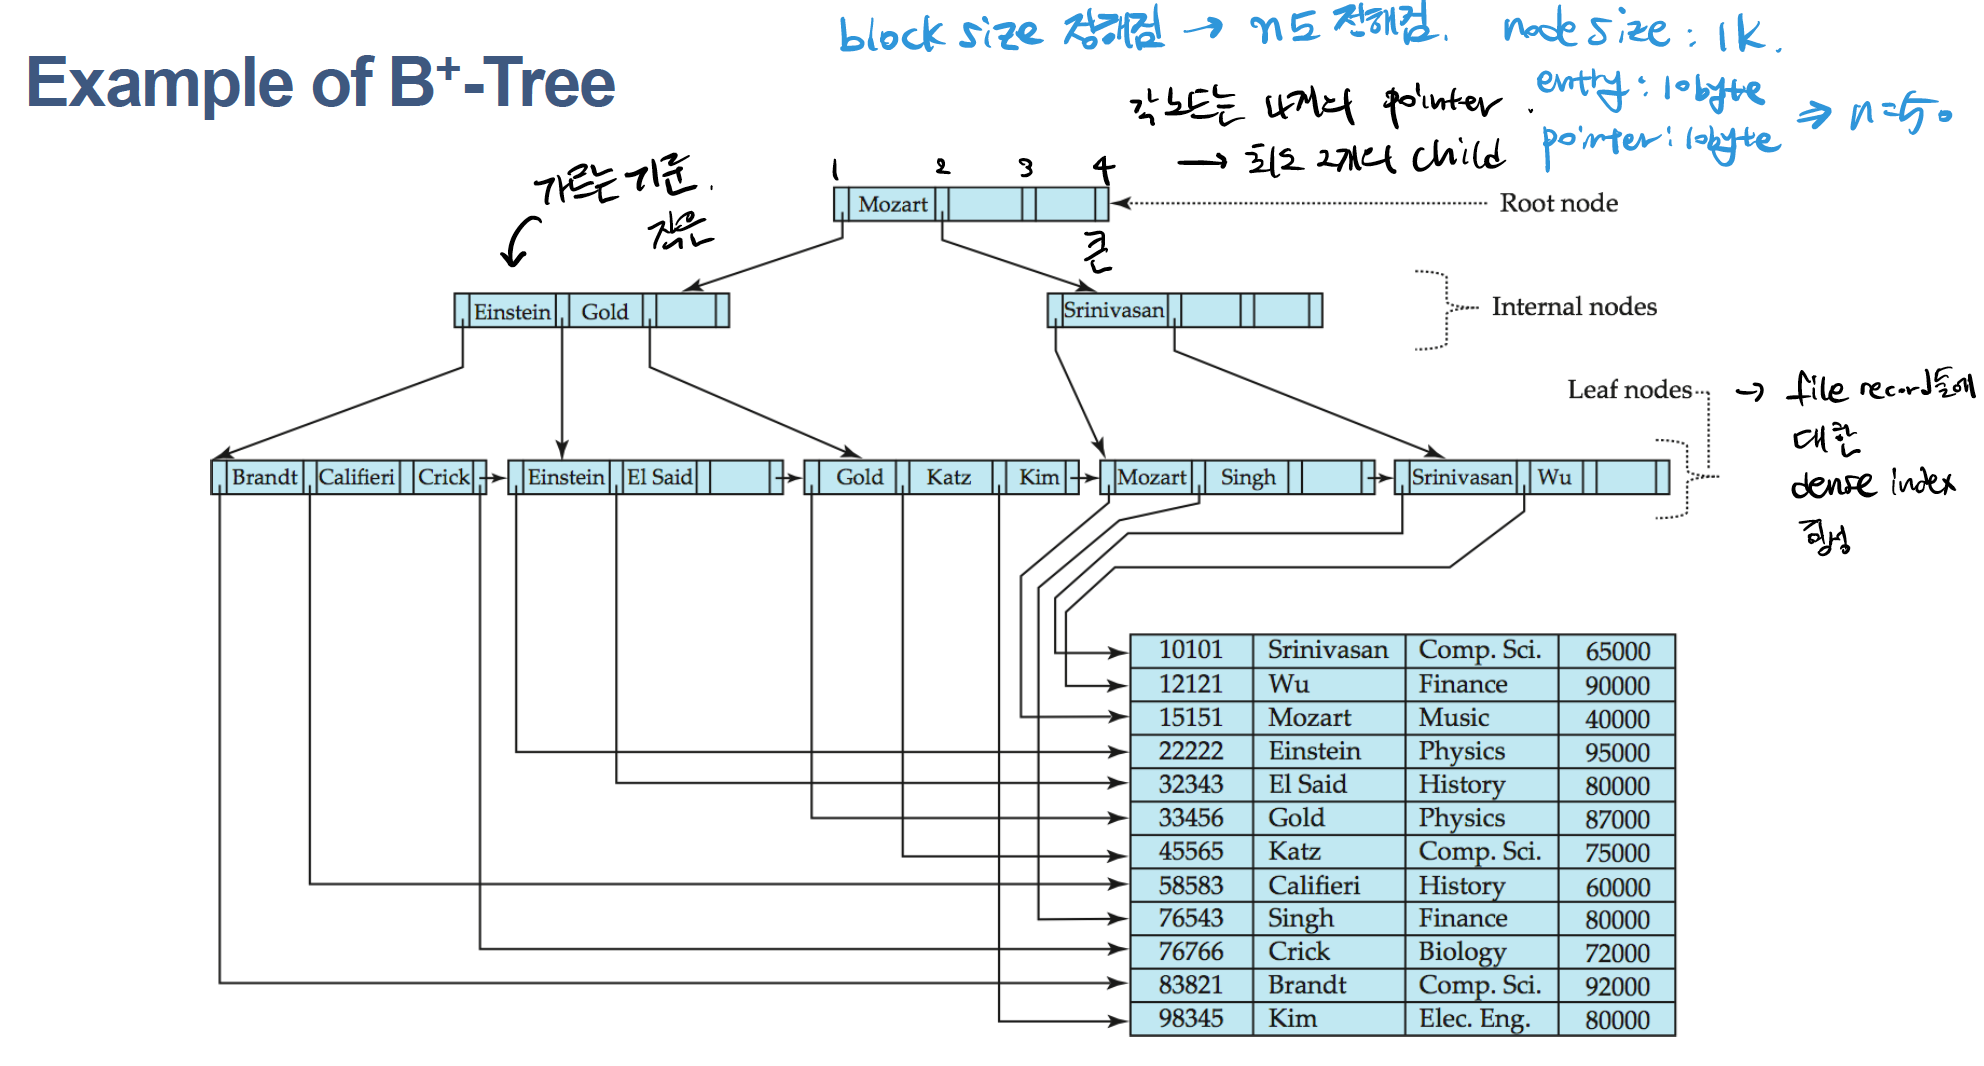 block size 정해짐 → n도 정해짐. node size : 1K.
Example of B+-Tree
entry : 10byte
각 노드는 4개의 pointer.
pointer : 10byte ⇒ n=50
→ 최소 2개의 child
가르는 기준.
1 2 3 4
Mozart
Root node
작은
큰
Einstein Gold
Srinivasan
Internal nodes
Leaf nodes → file record들에
대한
dense index
형성
Brandt Califieri Crick Einstein El Said Gold Katz Kim Mozart Singh Srinivasan Wu
10101 Srinivasan Comp. Sci. 65000
12121 Wu Finance 90000
15151 Mozart Music 40000
22222 Einstein Physics 95000
32343 El Said History 80000
33456 Gold Physics 87000
45565 Katz Comp. Sci. 75000
58583 Califieri History 60000
76543 Singh Finance 80000
76766 Crick Biology 72000
83821 Brandt Comp. Sci. 92000
98345 Kim Elec. Eng. 80000